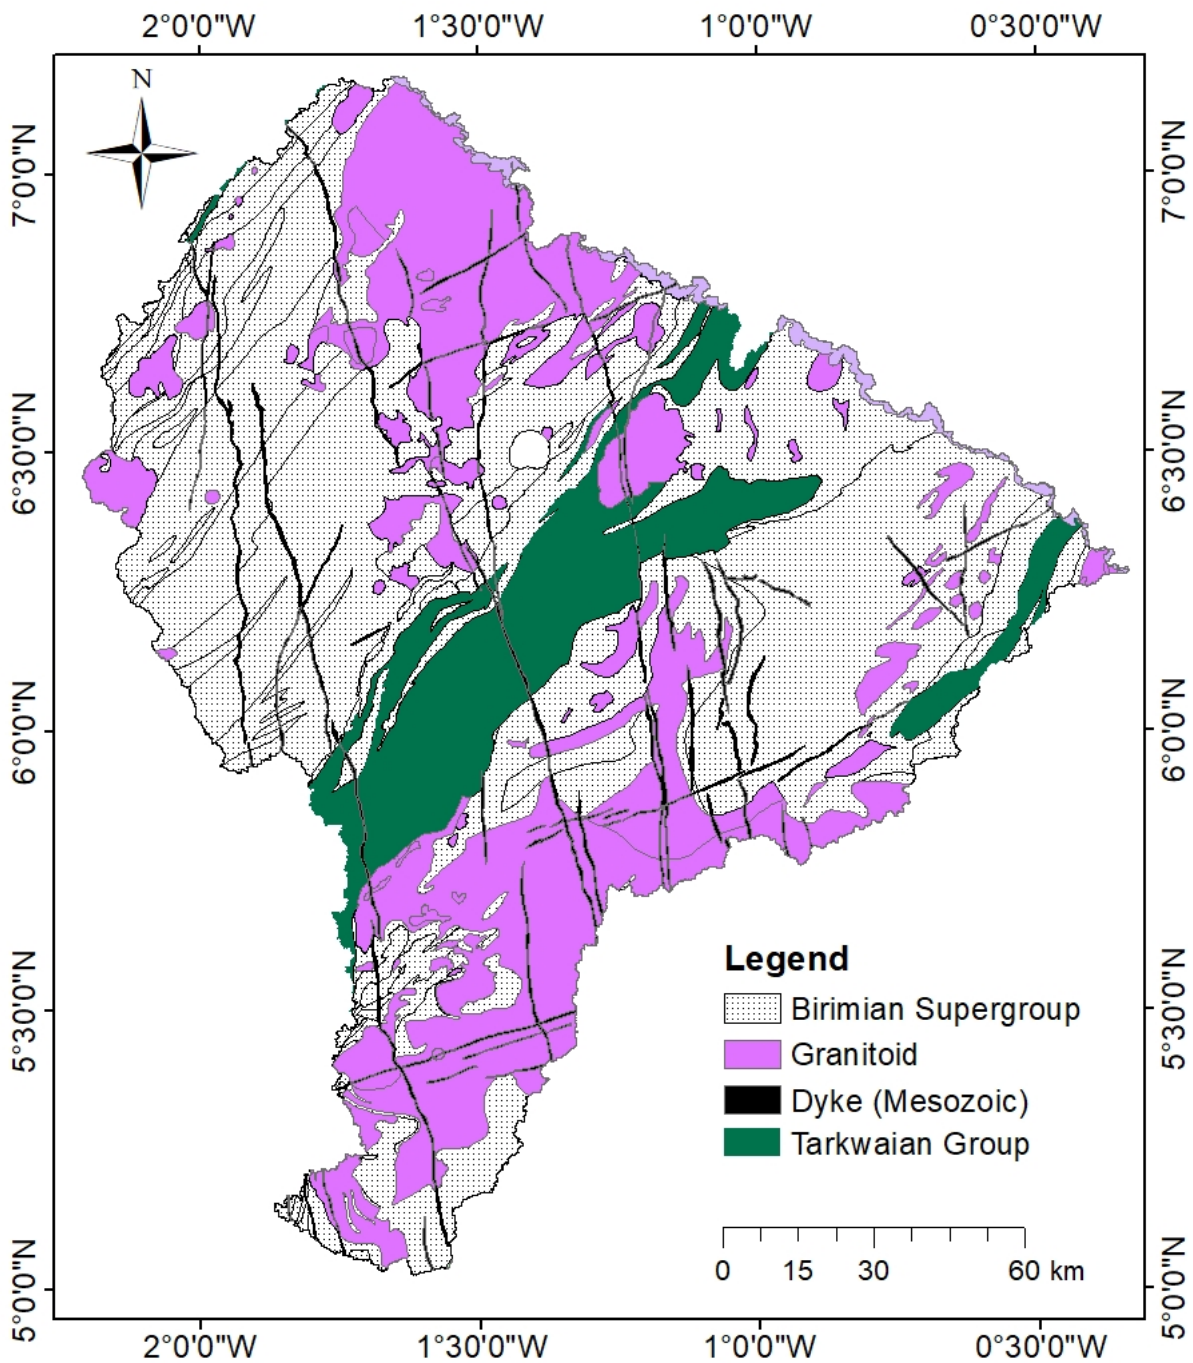 2°0'0"W 1°30'0"W 1°0'0"W 0°30'0"W
N
7°0'0"N 7°0'0"N
6°30'0"N 6°30'0"N
6°0'0"N 6°0'0"N
5°30'0"N 5°30'0"N
5°0'0"N 5°0'0"N
Legend
Birimian Supergroup
Granitoid
Dyke (Mesozoic)
Tarkwaian Group
0 15 30 60 km
2°0'0"W 1°30'0"W 1°0'0"W 0°30'0"W